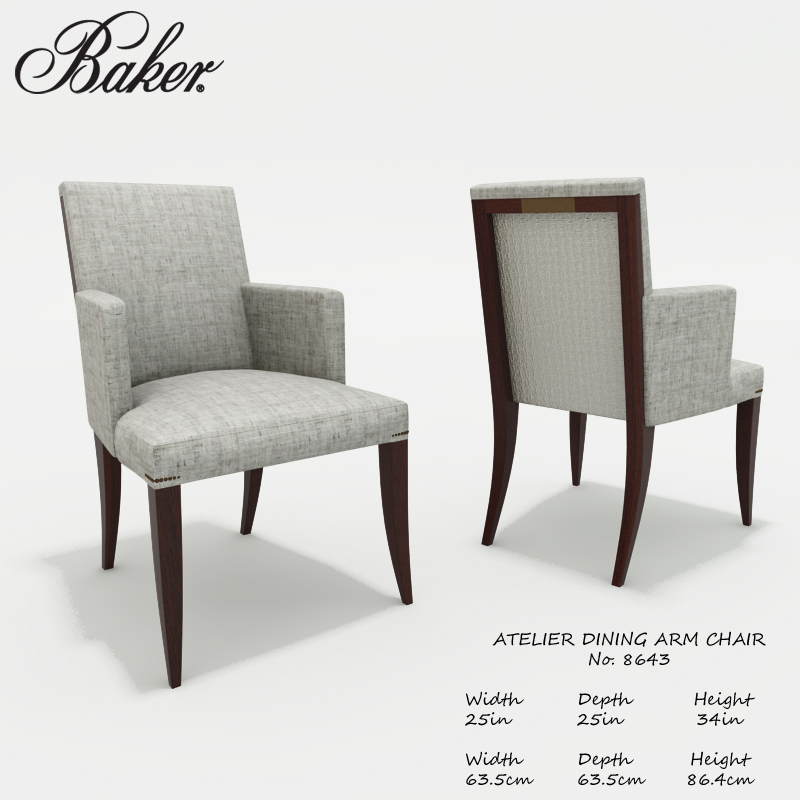 Baker®
ATELIER DINING ARM CHAIR
No. 8643
Width Depth Height
25in 25in 34in
Width Depth Height
63.5cm 63.5cm 86.4cm